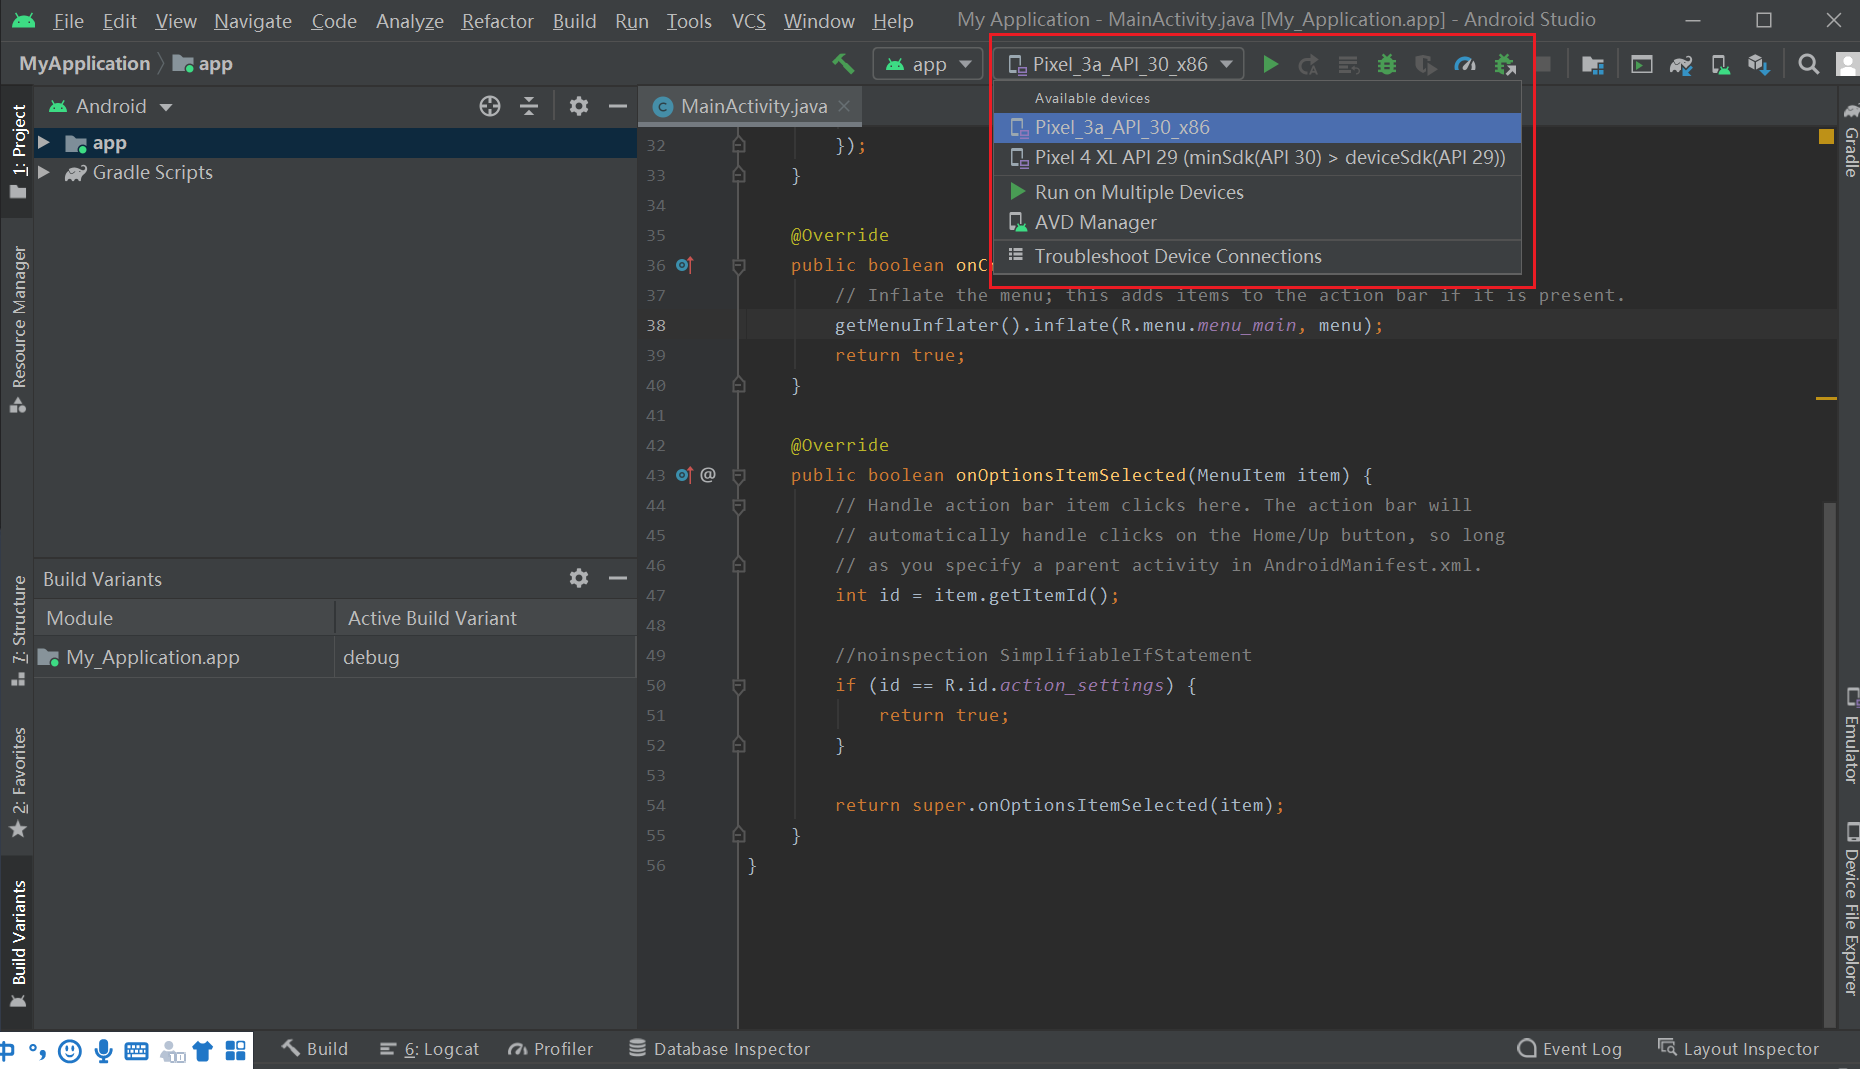 File Edit View Navigate Code Analyze Refactor Build Run Tools VCS Window Help My Application - MainActivity.java [My_Application.app] - Android Studio
MyApplication app
app
Pixel_3a_API_30_x86
Available devices
Pixel_3a_API_30_x86
Pixel 4 XL API 29 (minSdk(API 30) > deviceSdk(API 29))
Run on Multiple Devices
AVD Manager
Troubleshoot Device Connections
1: Project
Resource Manager
7: Structure
2: Favorites
Build Variants
Android
app
Gradle Scripts
Build Variants
Module Active Build Variant
My_Application.app debug
MainActivity.java
32 });
33 }
34
35 @Override
36 public boolean onC
37 // Inflate the menu; this adds items to the action bar if it is present.
38 getMenuInflater().inflate(R.menu.menu_main, menu);
39 return true;
40 }
41
42 @Override
43 @ public boolean onOptionsItemSelected(MenuItem item) {
44 // Handle action bar item clicks here. The action bar will
45 // automatically handle clicks on the Home/Up button, so long
46 // as you specify a parent activity in AndroidManifest.xml.
47 int id = item.getItemId();
48
49 //noinspection SimplifiableIfStatement
50 if (id == R.id.action_settings) {
51 return true;
52 }
53
54 return super.onOptionsItemSelected(item);
55 }
56 }
Gradle
Emulator
Device File Explorer
中 °,
Build 6: Logcat Profiler Database Inspector Event Log Layout Inspector